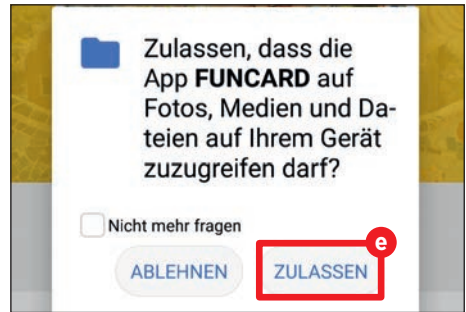 Zulassen, dass die
App FUNCARD auf
Fotos, Medien und Da-
teien auf Ihrem Gerät
zuzugreifen darf?
Nicht mehr fragen
e
ABLEHNEN ZULASSEN